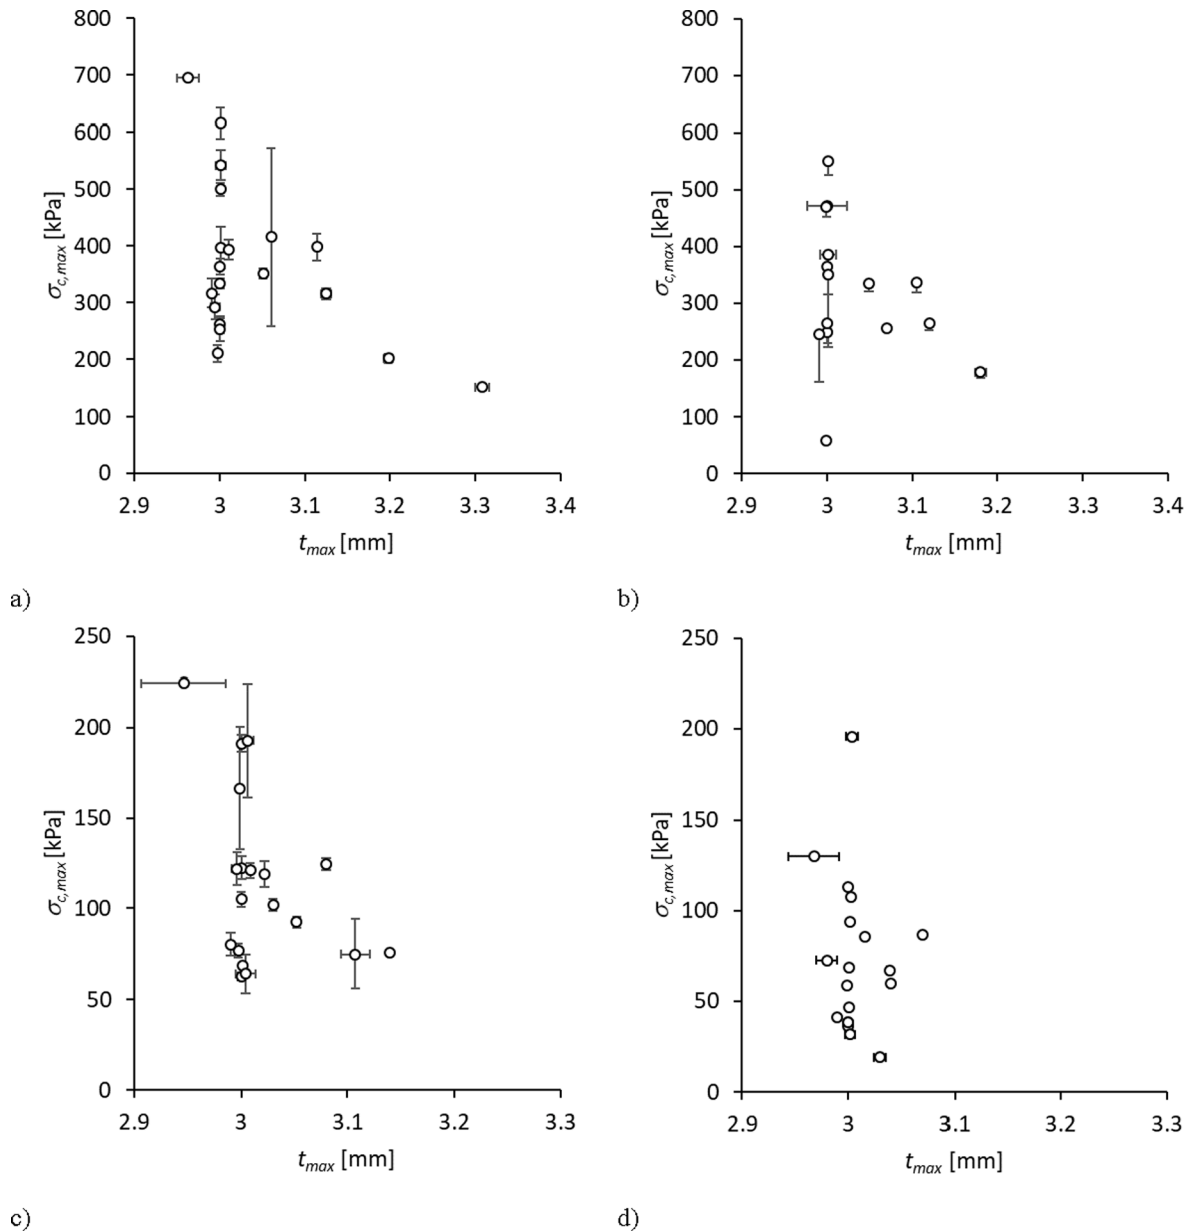 800
700
600
500
400
300
200
100
0
σc,max [kPa]
2.9 3 3.1 3.2 3.3 3.4
tmax [mm]
a)
800
700
600
500
400
300
200
100
0
σc,max [kPa]
2.9 3 3.1 3.2 3.3 3.4
tmax [mm]
b)
250
200
150
100
50
0
σc,max [kPa]
2.9 3 3.1 3.2 3.3
tmax [mm]
c)
250
200
150
100
50
0
σc,max [kPa]
2.9 3 3.1 3.2 3.3
tmax [mm]
d)